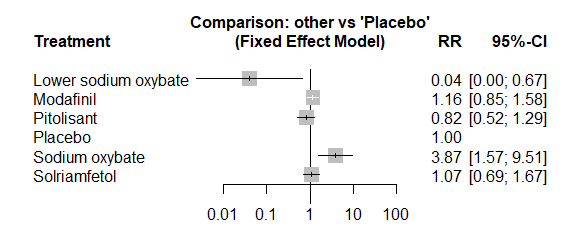 Comparison: other vs 'Placebo'
Treatment (Fixed Effect Model) RR 95%-CI
Lower sodium oxybate 0.04 [0.00; 0.67]
Modafinil 1.16 [0.85; 1.58]
Pitolisant 0.82 [0.52; 1.29]
Placebo 1.00
Sodium oxybate 3.87 [1.57; 9.51]
Solriamfetol 1.07 [0.69; 1.67]
0.01 0.1 1 10 100